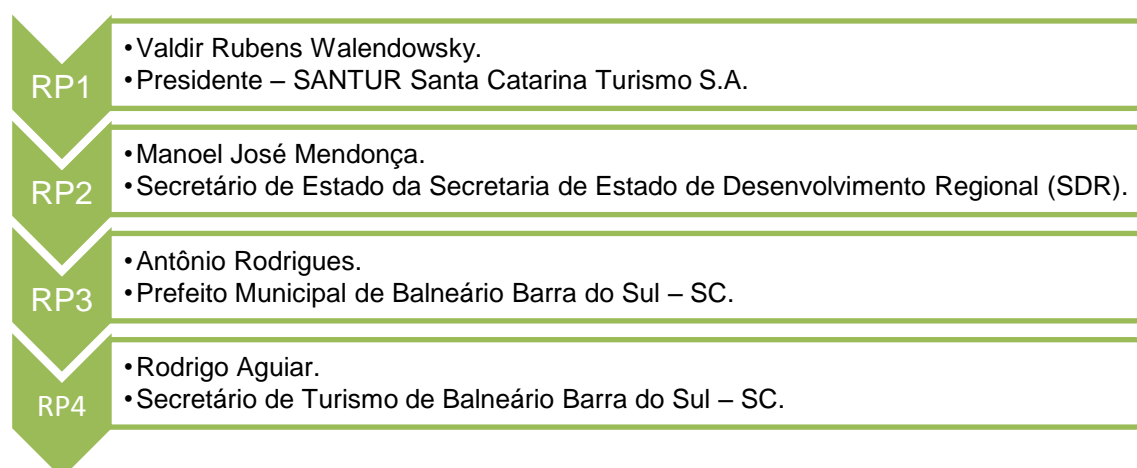 RP1
•Valdir Rubens Walendowsky.
•Presidente – SANTUR Santa Catarina Turismo S.A.
RP2
•Manoel José Mendonça.
•Secretário de Estado da Secretaria de Estado de Desenvolvimento Regional (SDR).
RP3
•Antônio Rodrigues.
•Prefeito Municipal de Balneário Barra do Sul – SC.
RP4
•Rodrigo Aguiar.
•Secretário de Turismo de Balneário Barra do Sul – SC.